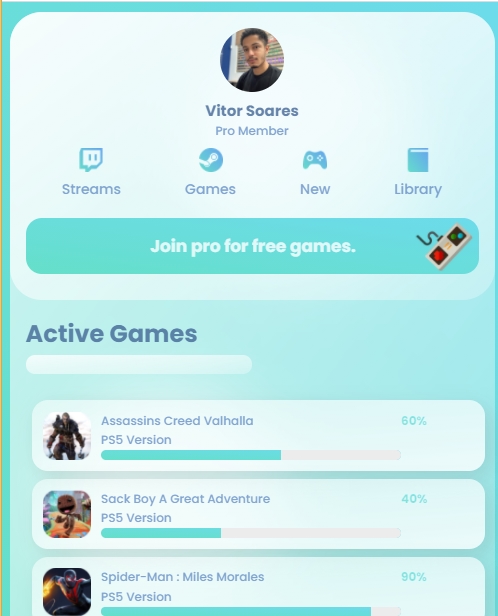 Vitor Soares
Pro Member
Streams
Games
New
Library
Join pro for free games.
Active Games
Assassins Creed Valhalla
60%
PS5 Version
Sack Boy A Great Adventure
40%
PS5 Version
Spider-Man : Miles Morales
90%
PS5 Version